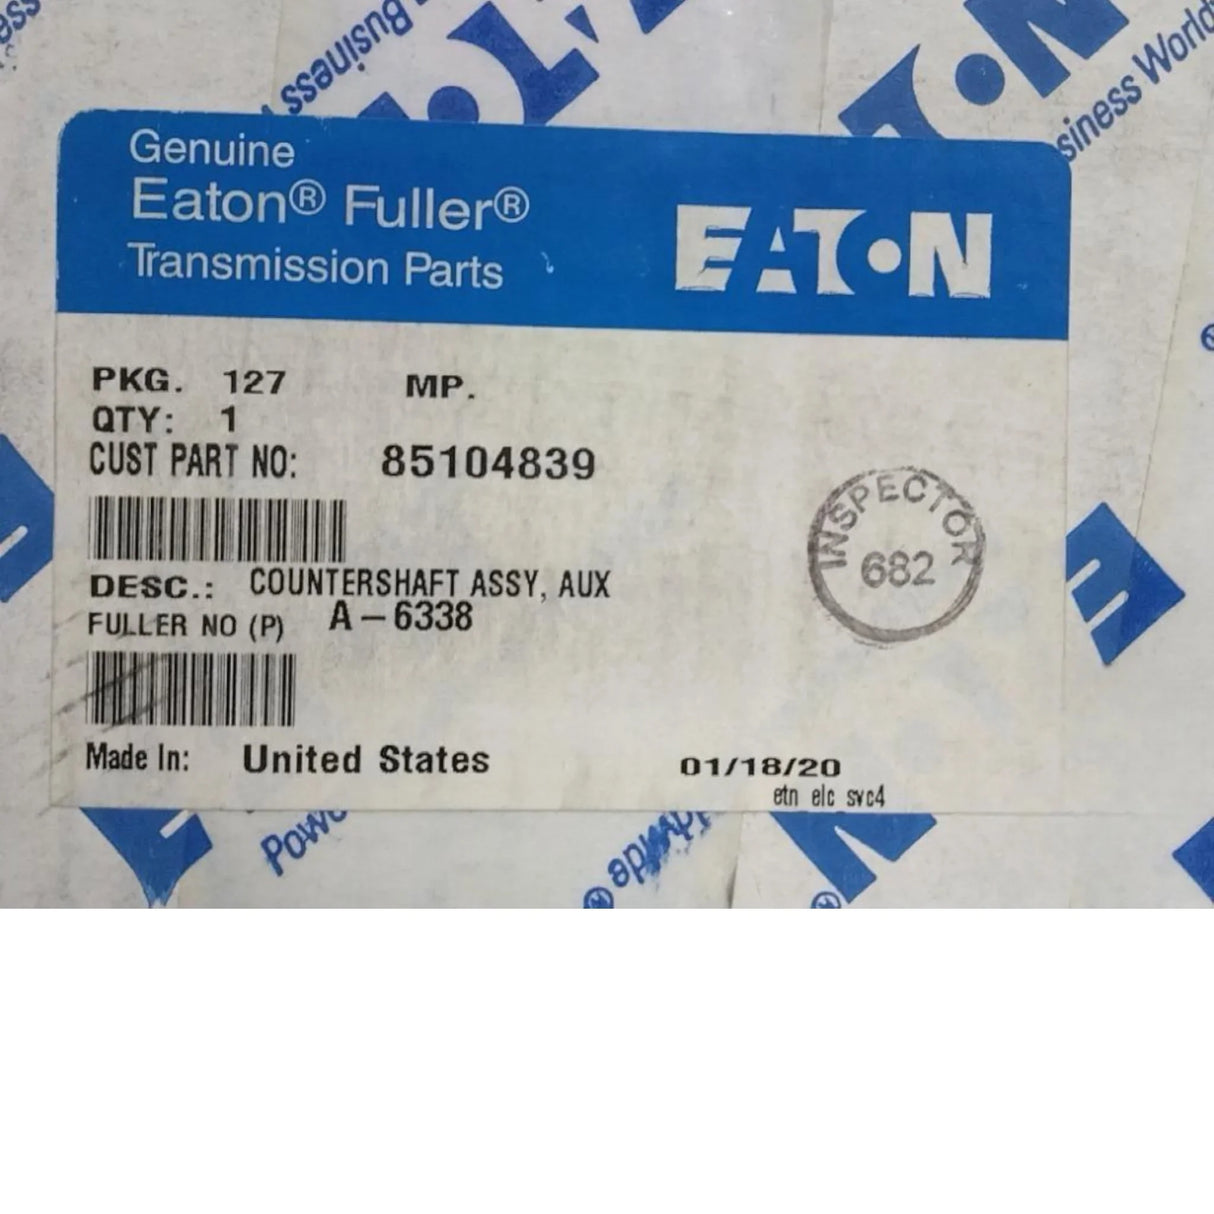 Business
siness World
Genuine
Eaton® Fuller®
Transmission Parts
EATON
PKG. 127 MP.
QTY: 1
CUST PART NO: 85104839
DESC.: COUNTERSHAFT ASSY, AUX
FULLER NO (P) A-6338
INSPECTOR
682
Made In: United States
01/18/20
etn elc svc4